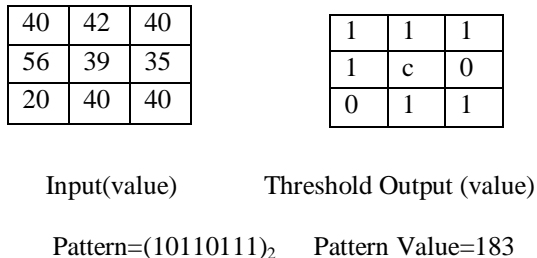 40 42 40 1 1 1
56 39 35 1 c 0
20 40 40 0 1 1
Input(value) Threshold Output (value)
Pattern=(10110111)₂ Pattern Value=183